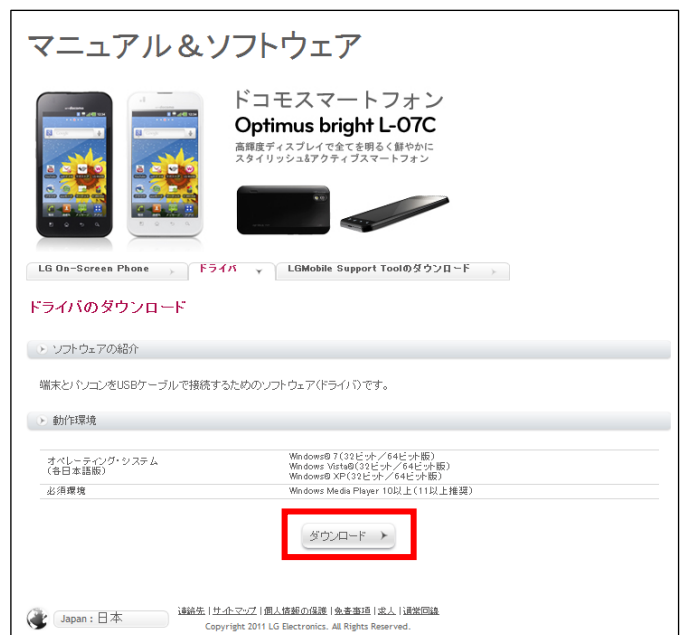 マニュアル＆ソフトウェア
ドコモスマートフォン
Optimus bright L-07C
高輝度ディスプレイで全てを明るく鮮やかに
スタイリッシュ&アクティブスマートフォン
LG On-Screen Phone
ドライバ
LGMobile Support Toolのダウンロード
ドライバのダウンロード
ソフトウェアの紹介
端末とパソコンをUSBケーブルで接続するためのソフトウェア(ドライバ)です。
動作環境
オペレーティング・システム
(各日本語版)
Windows® 7(32ビット／64ビット版)
Windows Vista®(32ビット／64ビット版)
Windows® XP(32ビット／64ビット版)
必須環境
Windows Media Player 10以上(11以上推奨)
ダウンロード
Japan : 日本
連絡先 | サイトマップ | 個人情報の保護 | 免責事項 | 求人 | 通常回線
Copyright 2011 LG Electronics. All Rights Reserved.